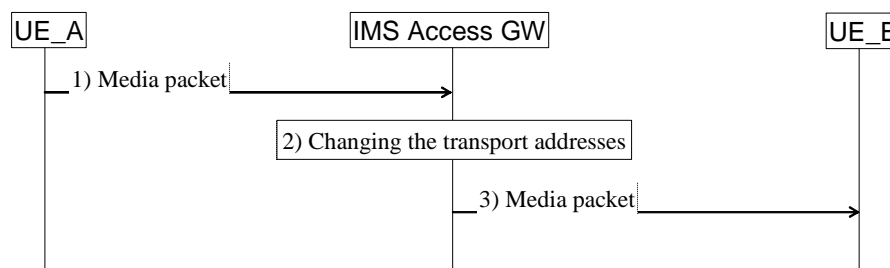 UE_A
IMS Access GW
UE_B
1) Media packet
2) Changing the transport addresses
3) Media packet